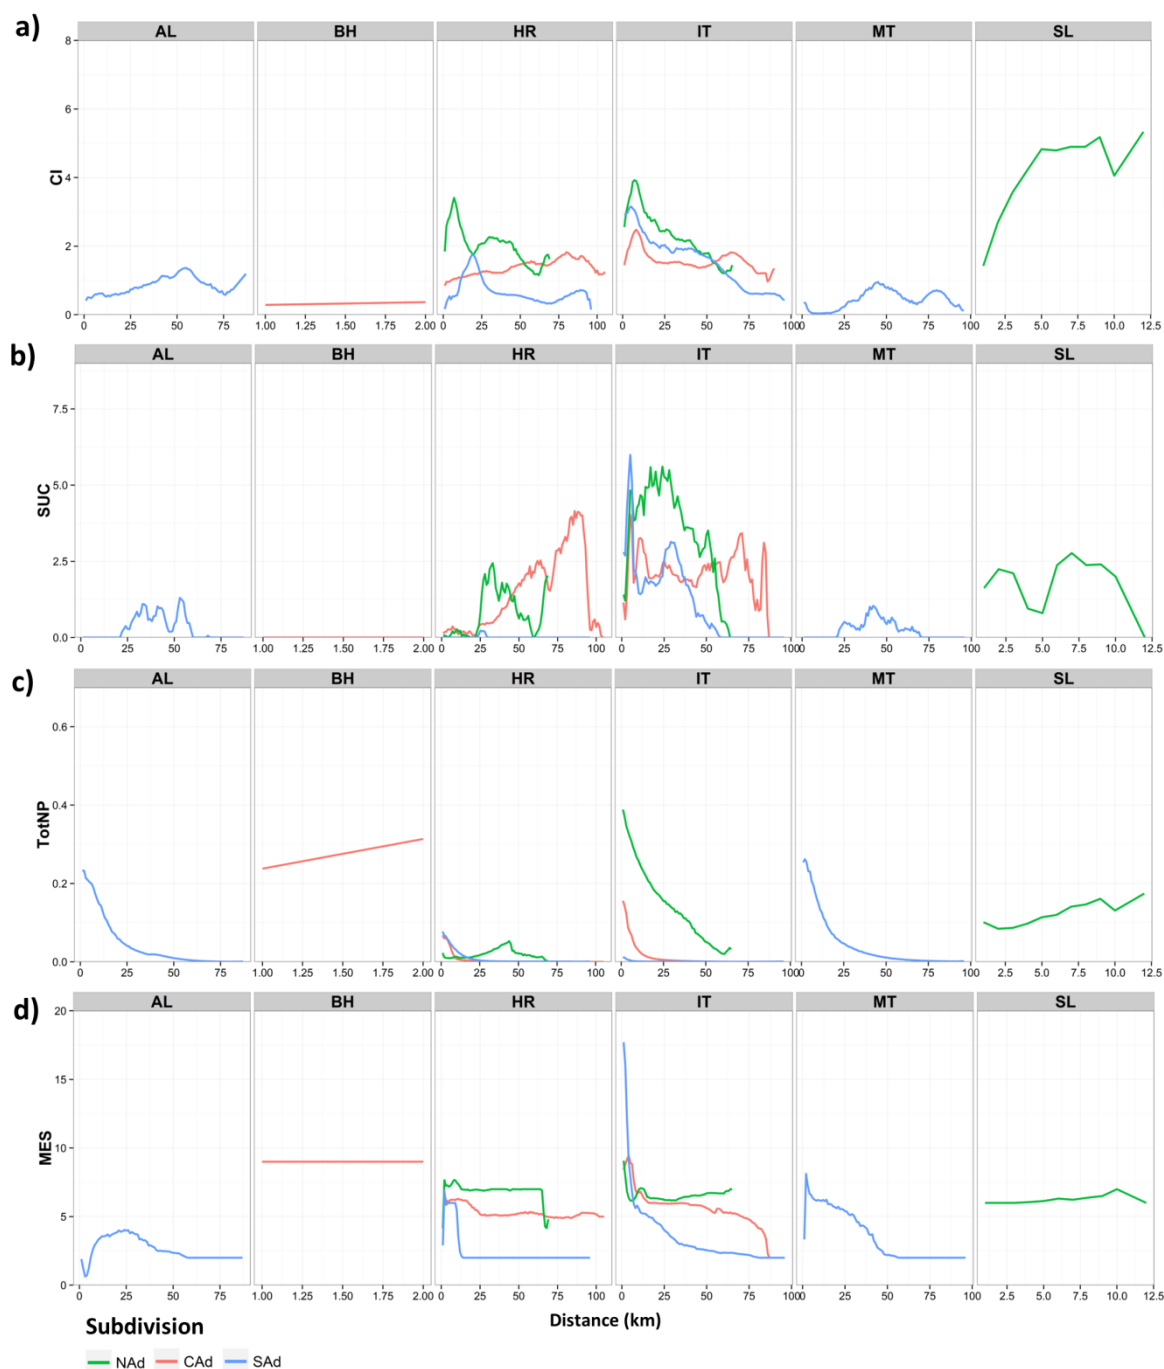 a)
AL BH HR IT MT SL
8
6
4
2
0
CI
0 25 50 75 1.00 1.25 1.50 1.75 2.00 0 25 50 75 100 0 25 50 75 100 0 25 50 75 100 2.5 5.0 7.5 10.0 12.5
b)
AL BH HR IT MT SL
7.5
5.0
2.5
0.0
SUC
0 25 50 75 1.00 1.25 1.50 1.75 2.00 0 25 50 75 100 0 25 50 75 100 0 25 50 75 100 2.5 5.0 7.5 10.0 12.5
c)
AL BH HR IT MT SL
0.6
0.4
0.2
0.0
TotNP
0 25 50 75 1.00 1.25 1.50 1.75 2.00 0 25 50 75 100 0 25 50 75 100 0 25 50 75 100 2.5 5.0 7.5 10.0 12.5
d)
AL BH HR IT MT SL
20
15
10
5
0
MES
0 25 50 75 1.00 1.25 1.50 1.75 2.00 0 25 50 75 100 0 25 50 75 100 0 25 50 75 100 2.5 5.0 7.5 10.0 12.5
Distance (km)
Subdivision
NAd CAd SAd